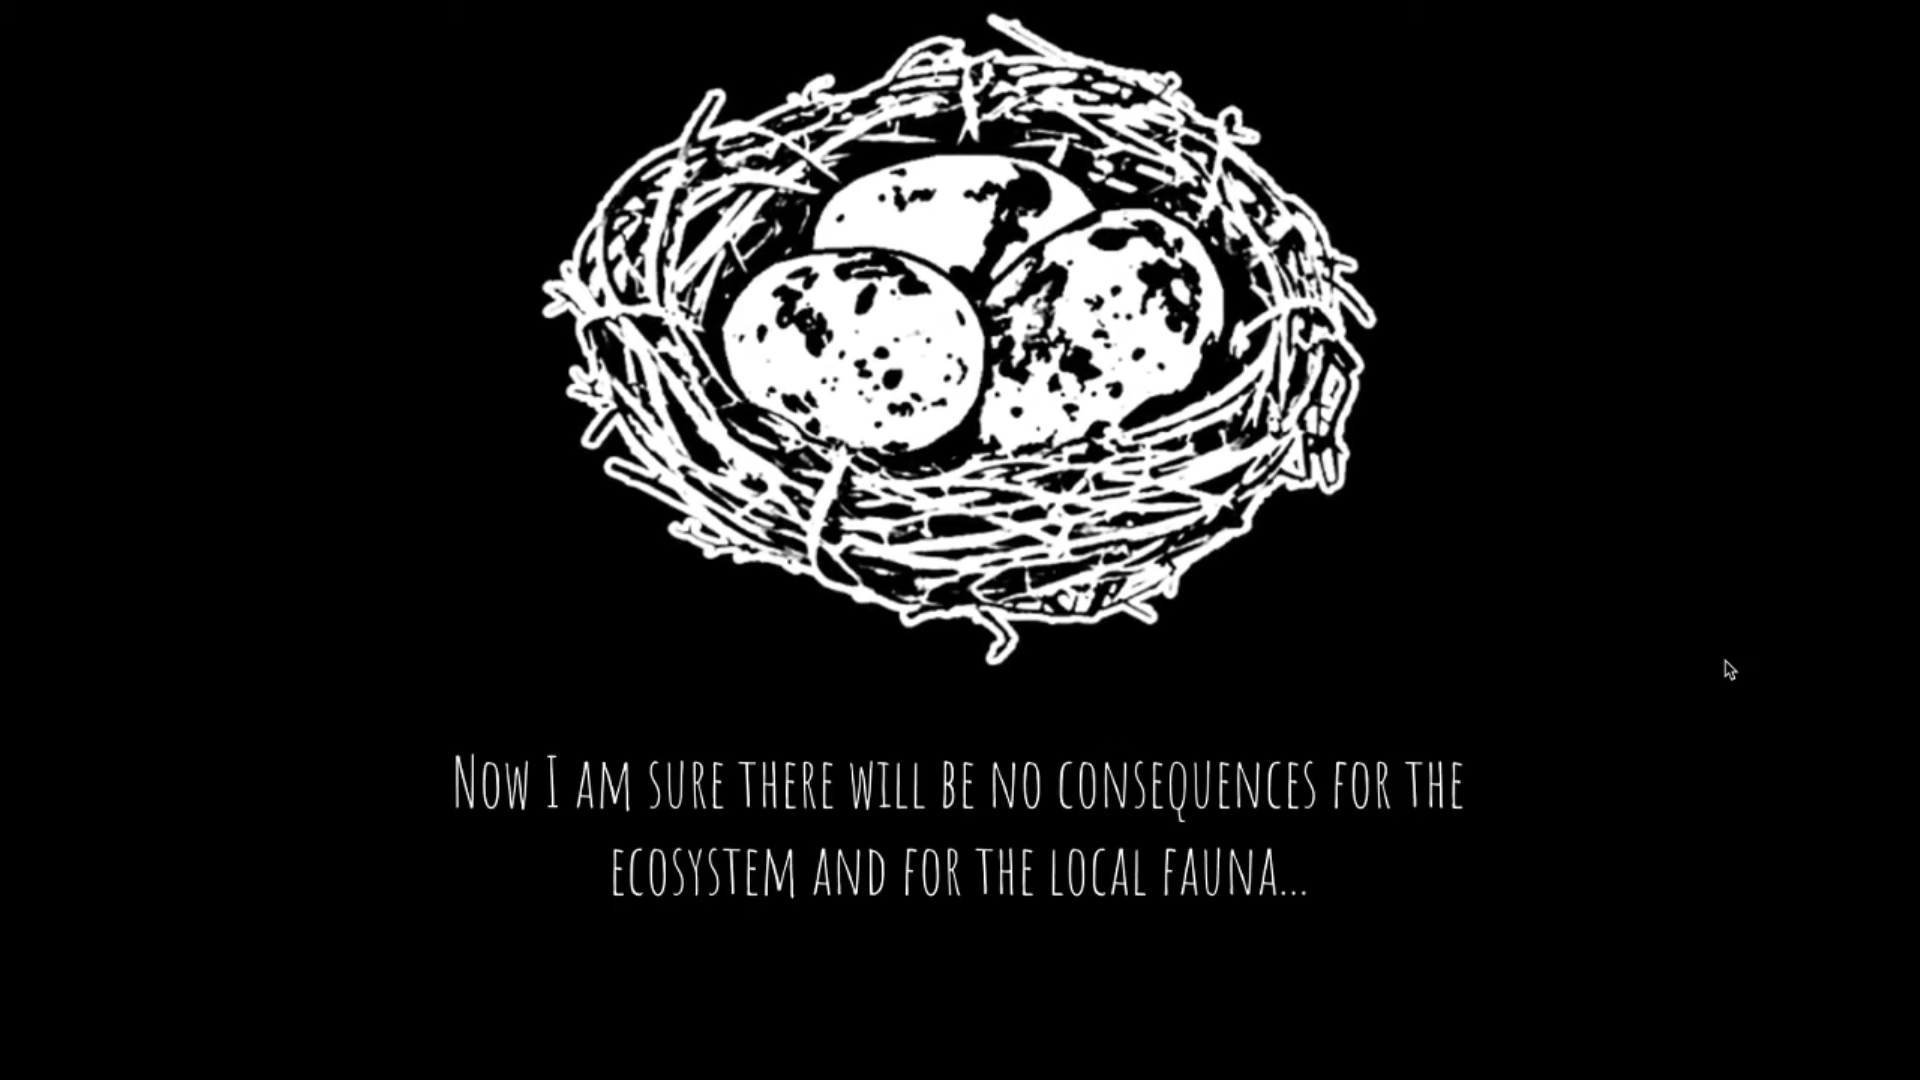 Now I am sure there will be no consequences for the
ecosystem and for the local fauna...